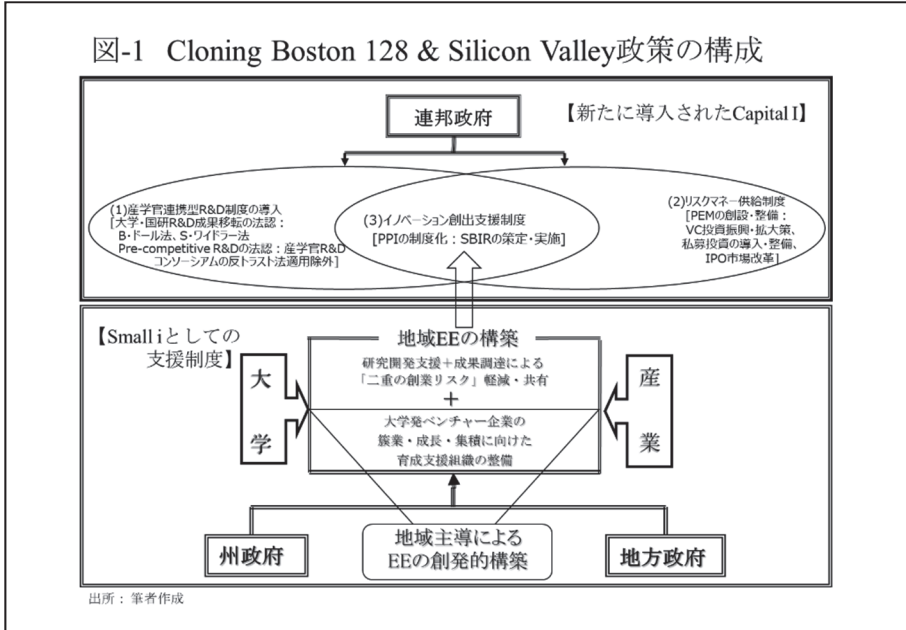 図-1 Cloning Boston 128 & Silicon Valley政策の構成
連邦政府
【新たに導入されたCapital I】
(1)産学官連携型R&D制度の導入
[大学・国研R&D成果移転の法認：
B・ドール法、S・ワイドラー法
Pre-competitive R&Dの法認：産学官R&D
コンソーシアムの反トラスト法適用除外]
(3)イノベーション創出支援制度
[PPIの制度化：SBIRの策定・実施]
(2)リスクマネー供給制度
[PEMの創設・整備：
VC投資振興・拡大策、
私募投資の導入・整備、
IPO市場改革]
【Small iとしての
支援制度】
地域EEの構築
研究開発支援＋成果調達による
「二重の創業リスク」軽減・共有
＋
大学発ベンチャー企業の
簇業・成長・集積に向けた
育成支援組織の整備
大
学
産
業
州政府
地域主導による
EEの創発的構築
地方政府
出所：筆者作成